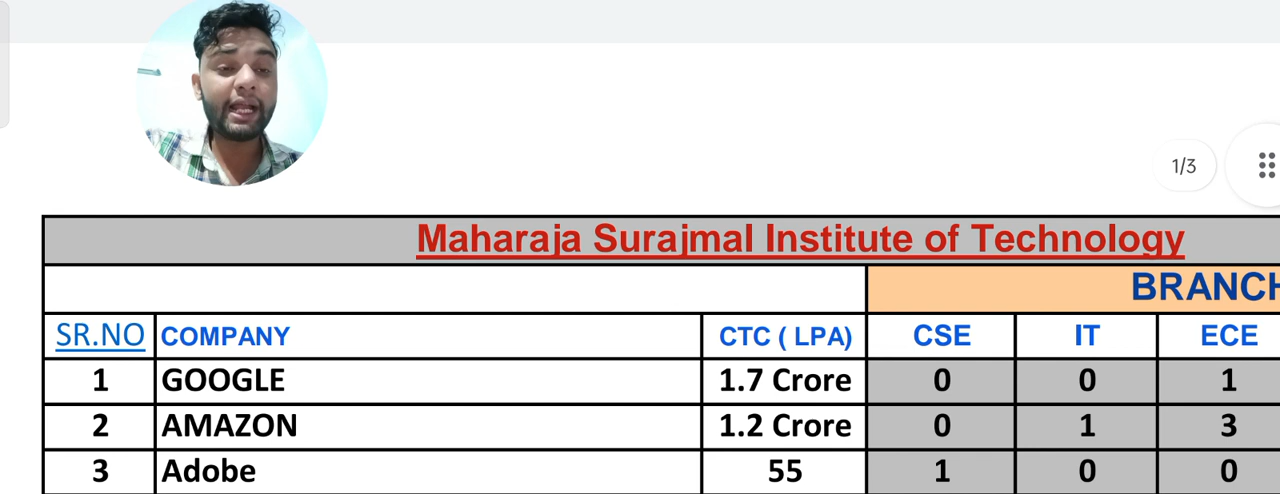 1/3
Maharaja Surajmal Institute of Technology
BRANCH
SR.NO COMPANY CTC ( LPA) CSE IT ECE
1 GOOGLE 1.7 Crore 0 0 1
2 AMAZON 1.2 Crore 0 1 3
3 Adobe 55 1 0 0